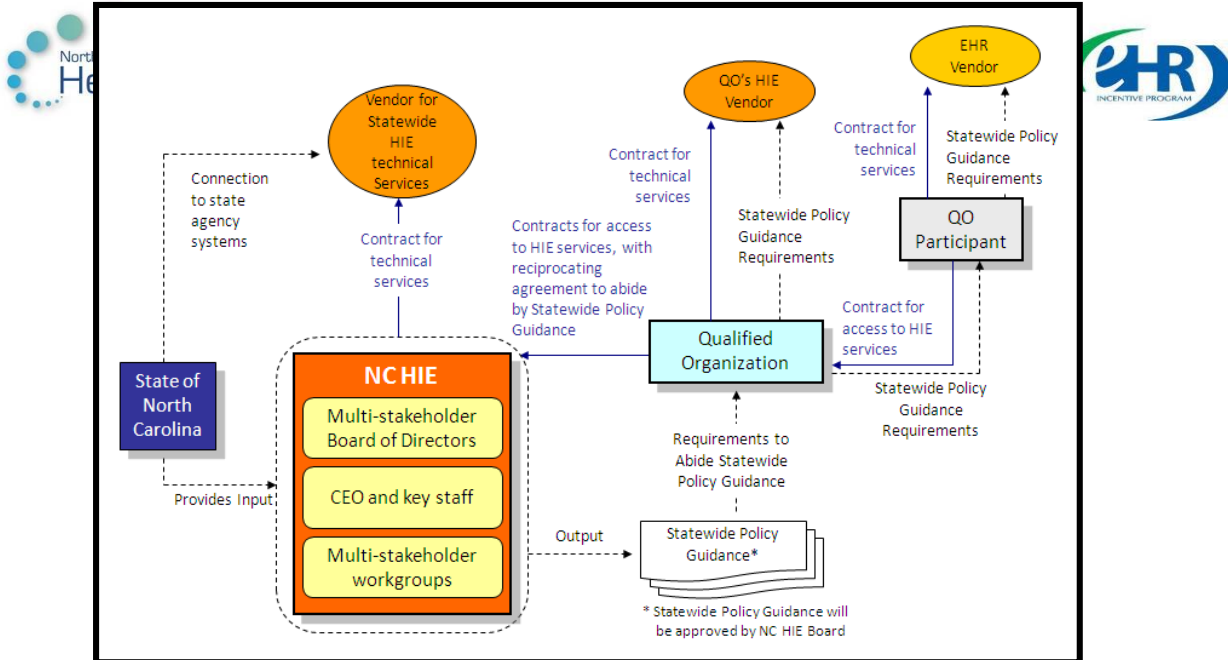 North
He
eHR
INCENTIVE PROGRAM
EHR
Vendor
QO's HIE
Vendor
Vendor for
Statewide
HIE
technical
Services
Contract for
technical
services
Statewide Policy
Guidance
Requirements
Contract for
technical
services
Connection
to state
agency
systems
Statewide Policy
Guidance
Requirements
QO
Participant
Contract for
technical
services
Contracts for access
to HIE services, with
reciprocating
agreement to abide
by Statewide Policy
Guidance
Contract for
access to HIE
services
Qualified
Organization
State of
North
Carolina
NC HIE
Multi-stakeholder
Board of Directors
CEO and key staff
Multi-stakeholder
workgroups
Statewide Policy
Guidance
Requirements
Requirements to
Abide Statewide
Policy Guidance
Provides Input
Output
Statewide Policy
Guidance*
* Statewide Policy Guidance will
be approved by NC HIE Board